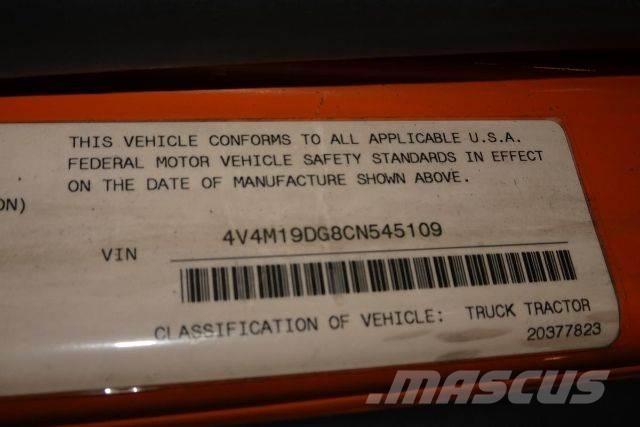 THIS VEHICLE CONFORMS TO ALL APPLICABLE U.S.A.
FEDERAL MOTOR VEHICLE SAFETY STANDARDS IN EFFECT
ON THE DATE OF MANUFACTURE SHOWN ABOVE.
ON)
VIN 4V4M19DG8CN545109
CLASSIFICATION OF VEHICLE: TRUCK TRACTOR
20377823
MASCUS